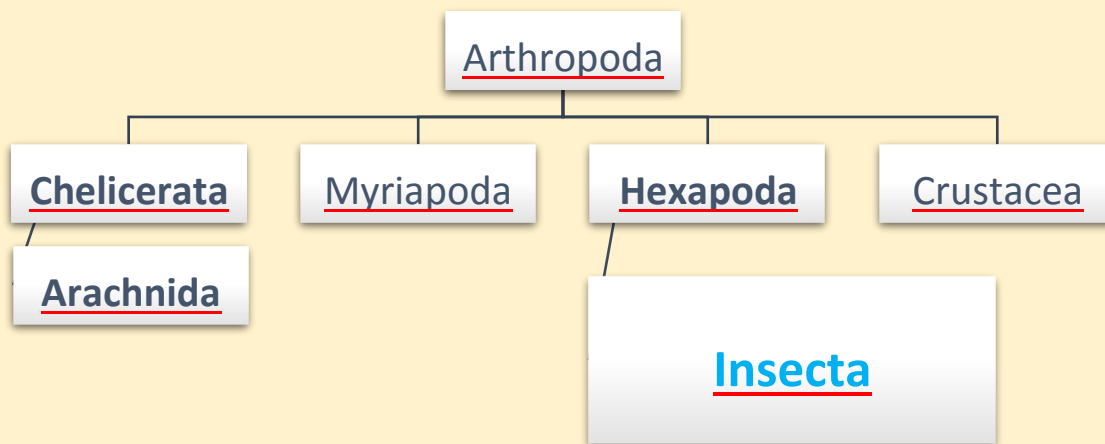 Arthropoda
Chelicerata
Myriapoda
Hexapoda
Crustacea
Arachnida
Insecta